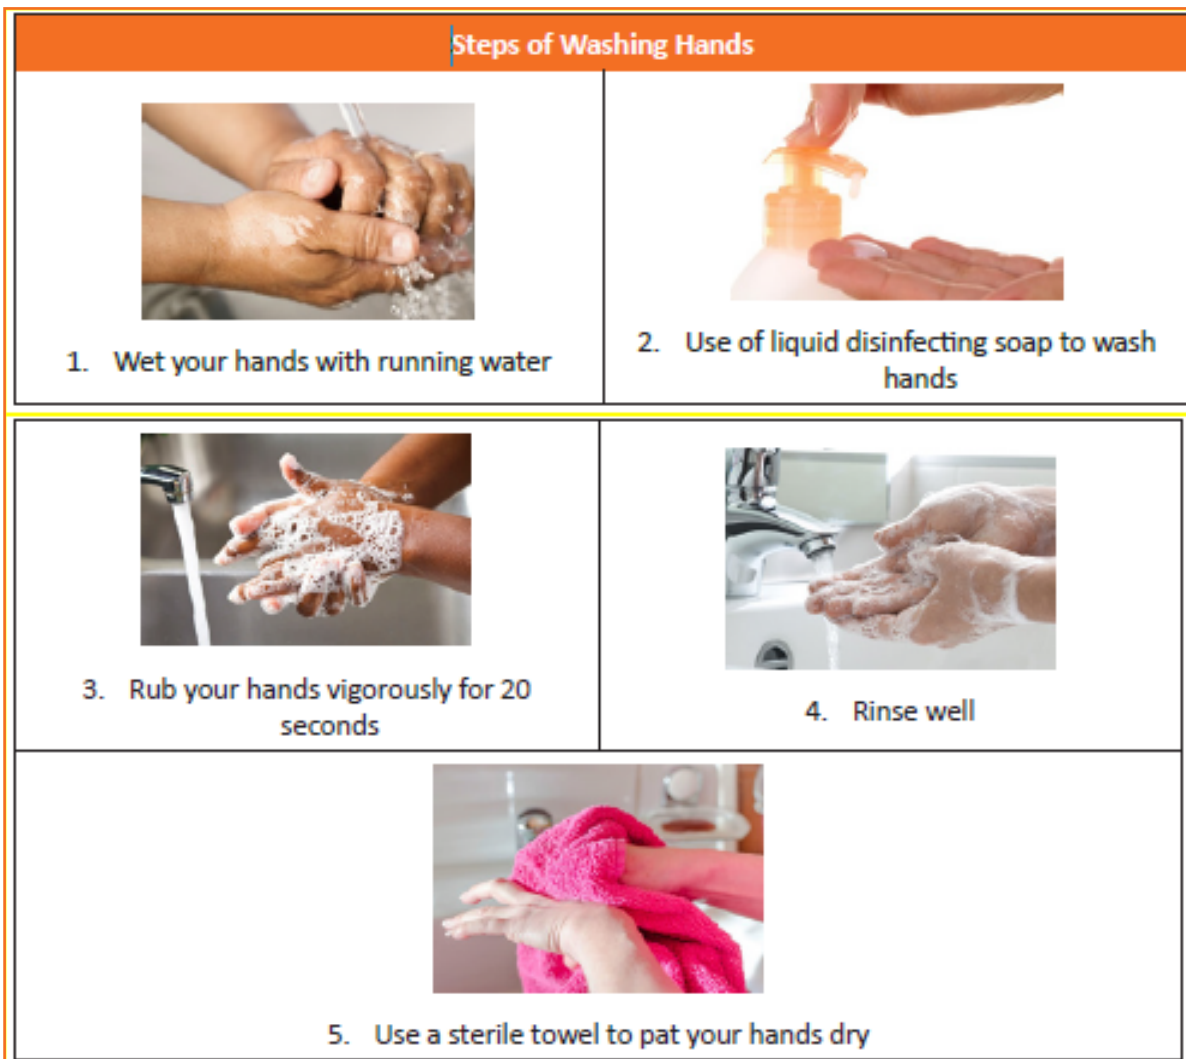 Steps of Washing Hands
1. Wet your hands with running water
2. Use of liquid disinfecting soap to wash
hands
3. Rub your hands vigorously for 20
seconds
4. Rinse well
5. Use a sterile towel to pat your hands dry